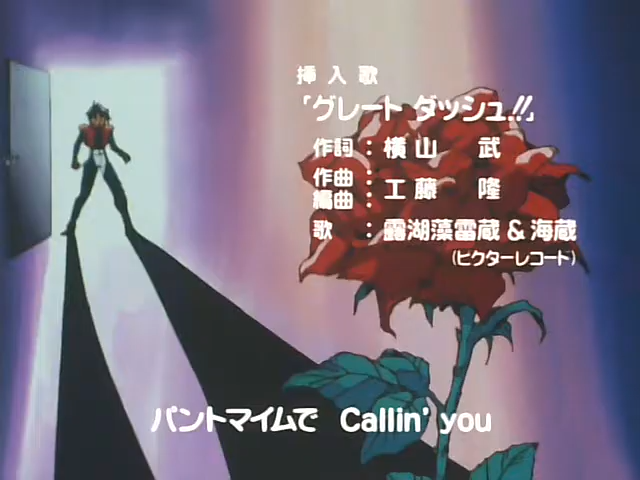 挿入歌
「グレート ダッシュ!!」
作詞：横山 武
作曲：
編曲：工藤 隆
歌：露湖藻雷蔵＆海蔵
(ビクターレコード)
パントマイムで Callin' you